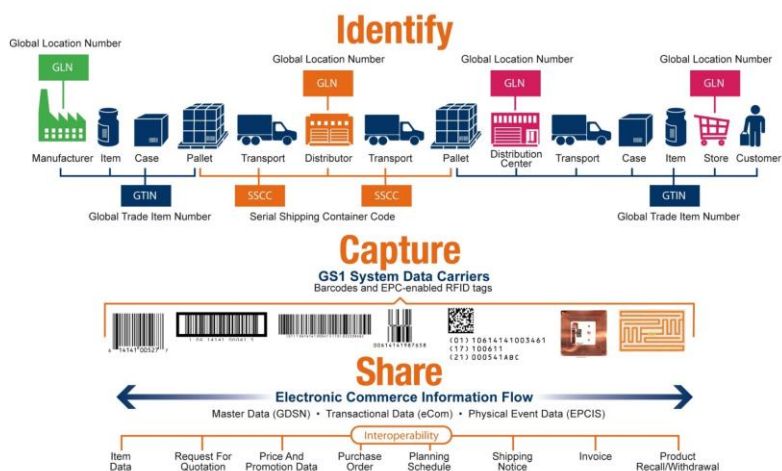 Identify
Global Location Number
Global Location Number
Global Location Number
Global Location Number
GLN
GLN
GLN
GLN
Manufacturer
Item
Case
Pallet
Transport
Distributor
Transport
Pallet
Distribution
Center
Transport
Case
Item
Store
Customer
GTIN
SSCC
SSCC
GTIN
Global Trade Item Number
Serial Shipping Container Code
Global Trade Item Number
Capture
GS1 System Data Carriers
Barcodes and EPC-enabled RFID tags
6 14141 00527 7
00614141987658
(01) 10614141003461
(17) 100611
(21) 000541ABC
Share
Electronic Commerce Information Flow
Master Data (GDSN) • Transactional Data (eCom) • Physical Event Data (EPCIS)
Interoperability
Item
Data
Request For
Quotation
Price And
Promotion Data
Purchase
Order
Planning
Schedule
Shipping
Notice
Invoice
Product
Recall/Withdrawal